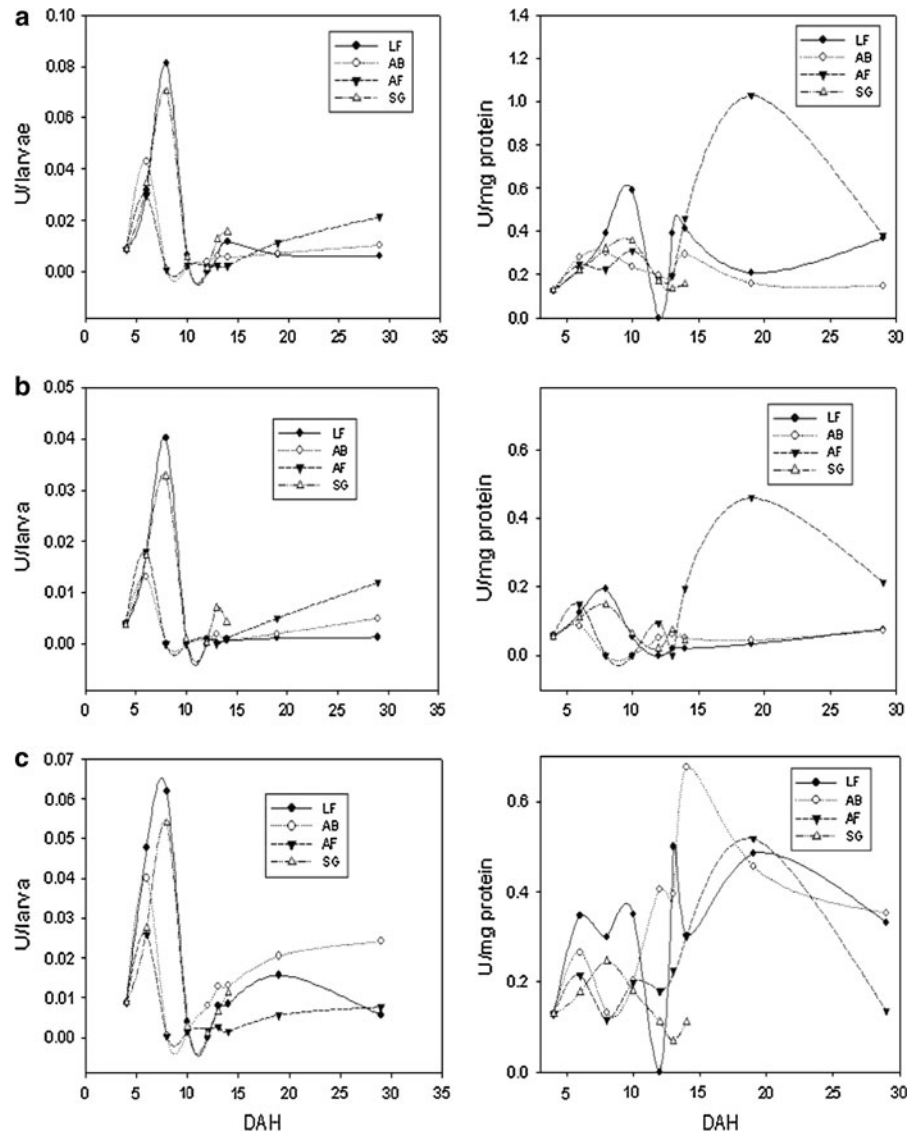 a
0.10
0.08
0.06
0.04
0.02
0.00
U/larvae
LF
AB
AF
SG
0 5 10 15 20 25 30 35
1.4
1.2
1.0
0.8
0.6
0.4
0.2
0.0
U/mg protein
LF
AB
AF
SG
5 10 15 20 25 30
b
0.05
0.04
0.03
0.02
0.01
0.00
U/larva
LF
AB
AF
SG
0 5 10 15 20 25 30 35
0.6
0.4
0.2
0.0
U/mg protein
LF
AB
AF
SG
5 10 15 20 25 30
c
0.07
0.06
0.05
0.04
0.03
0.02
0.01
0.00
U/larva
LF
AB
AF
SG
0 5 10 15 20 25 30 35
DAH
0.6
0.4
0.2
0.0
U/mg protein
LF
AB
AF
SG
5 10 15 20 25 30
DAH